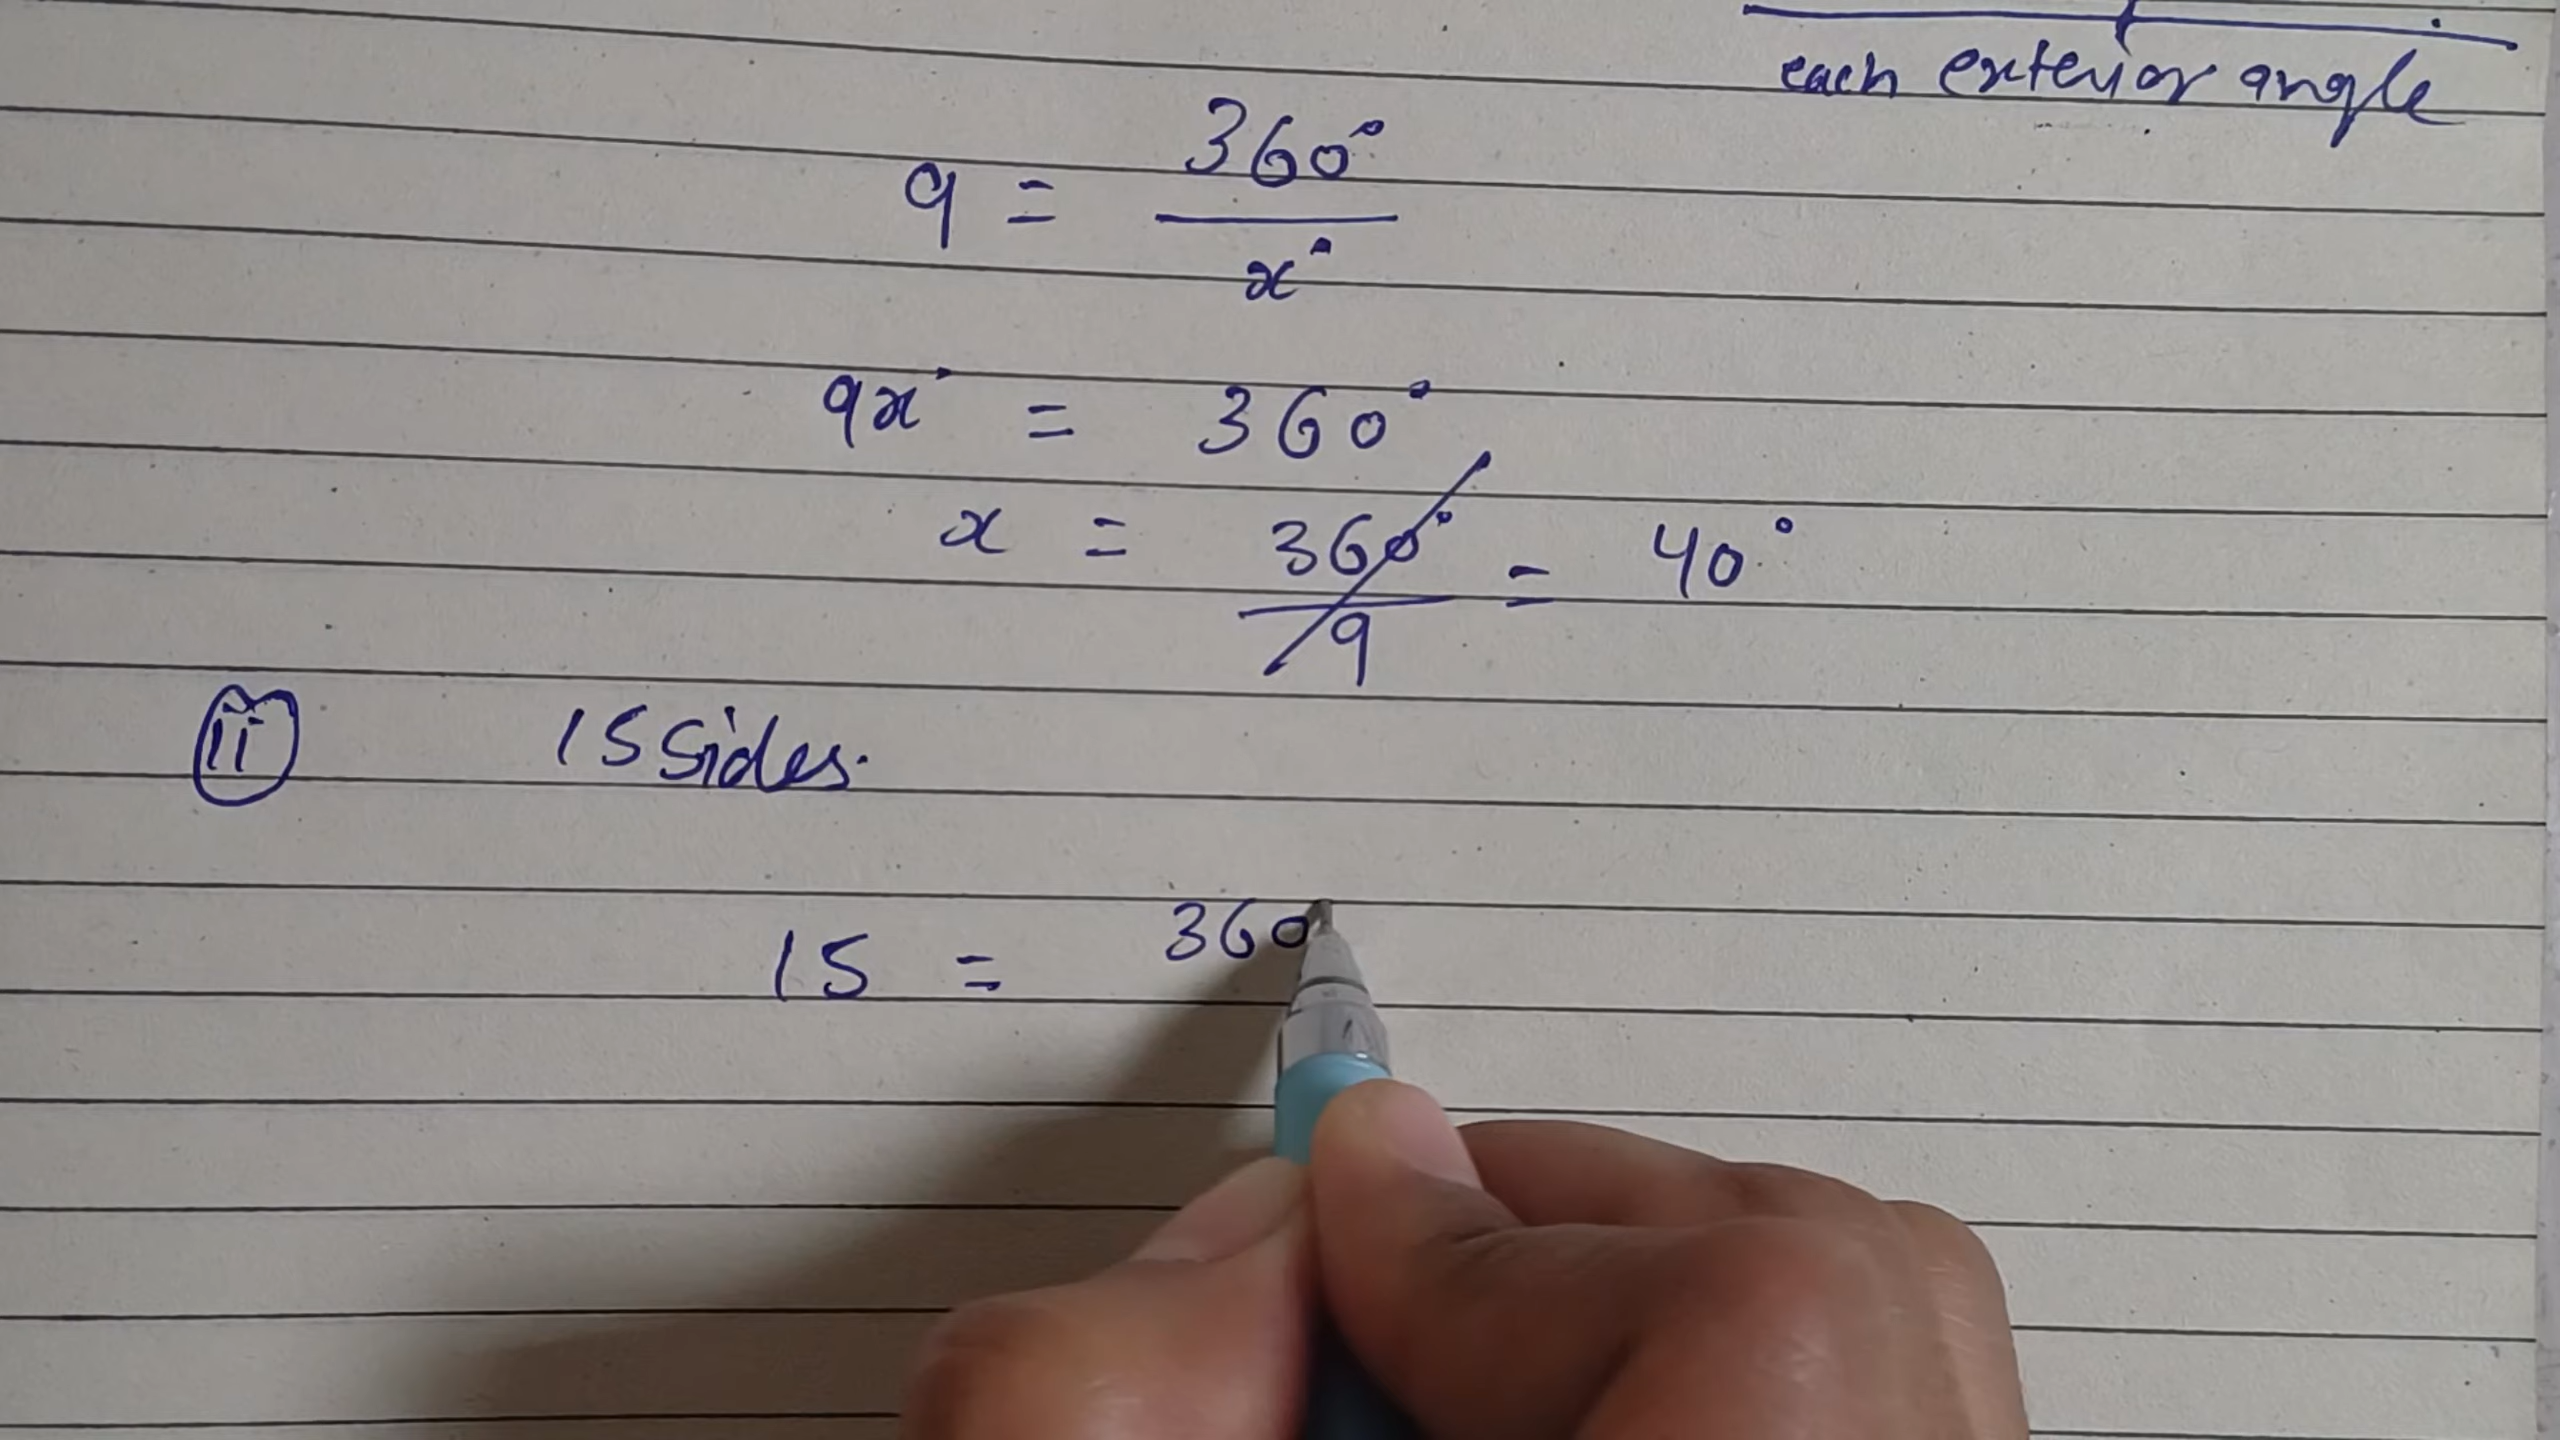 each exterior angle
9 = 360° / x°
9x° = 360°
x = 360° / 9 = 40°
ii 15 Sides.
15 = 360